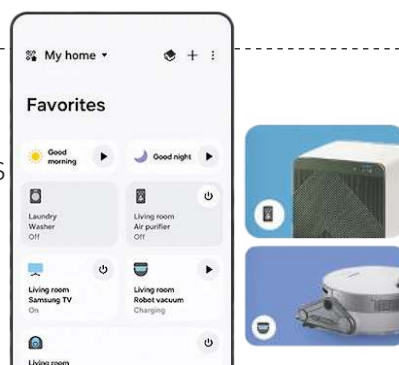 My home
Favorites
Good
morning
Good night
S
Laundry
Washer
Off
Living room
Air purifier
Off
Living room
Samsung TV
On
Living room
Robot vacuum
Charging
Living room